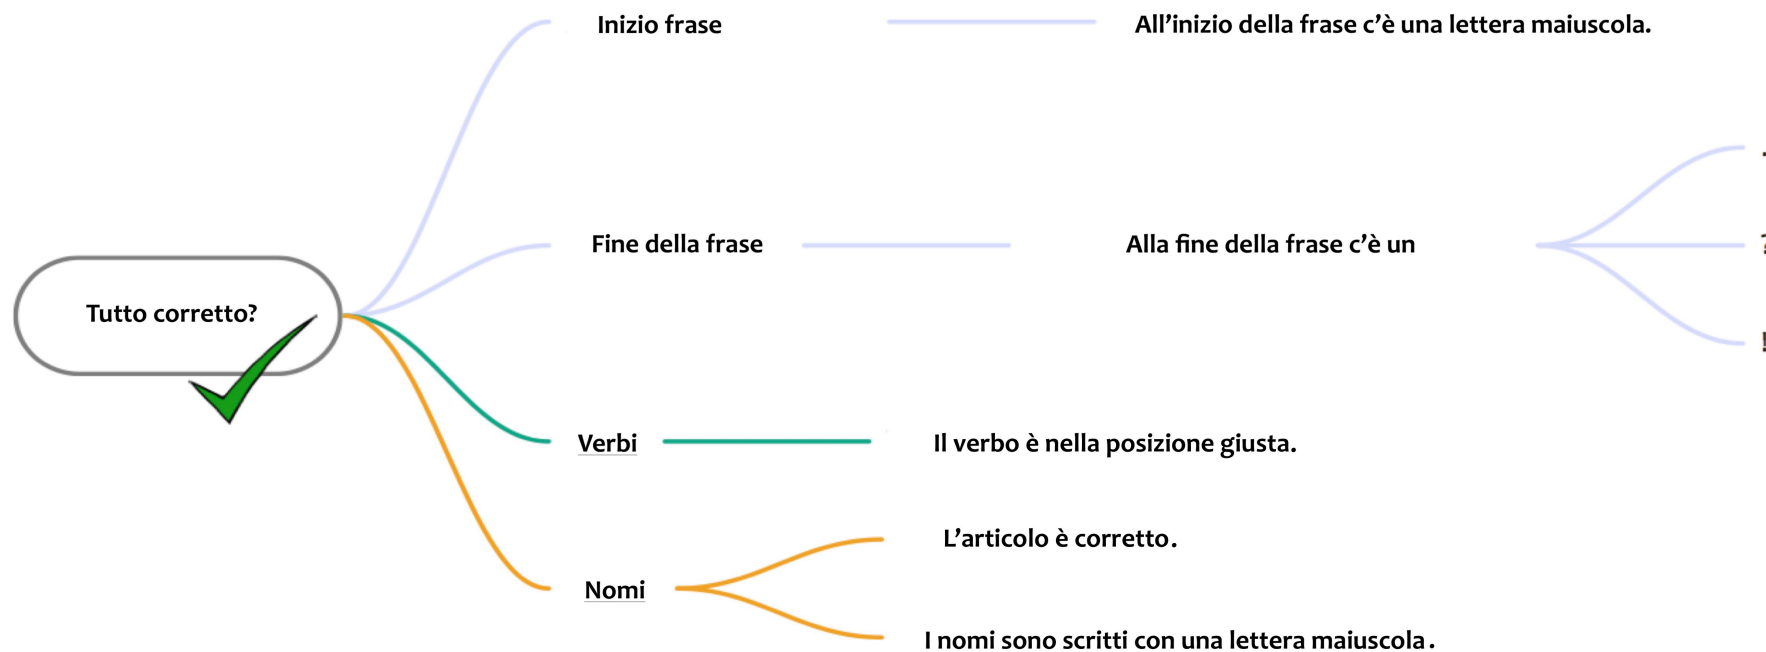 Inizio frase
All’inizio della frase c’è una lettera maiuscola.
.
Fine della frase
Alla fine della frase c’è un
?
Tutto corretto?
!
Verbi
Il verbo è nella posizione giusta.
L’articolo è corretto.
Nomi
I nomi sono scritti con una lettera maiuscola.